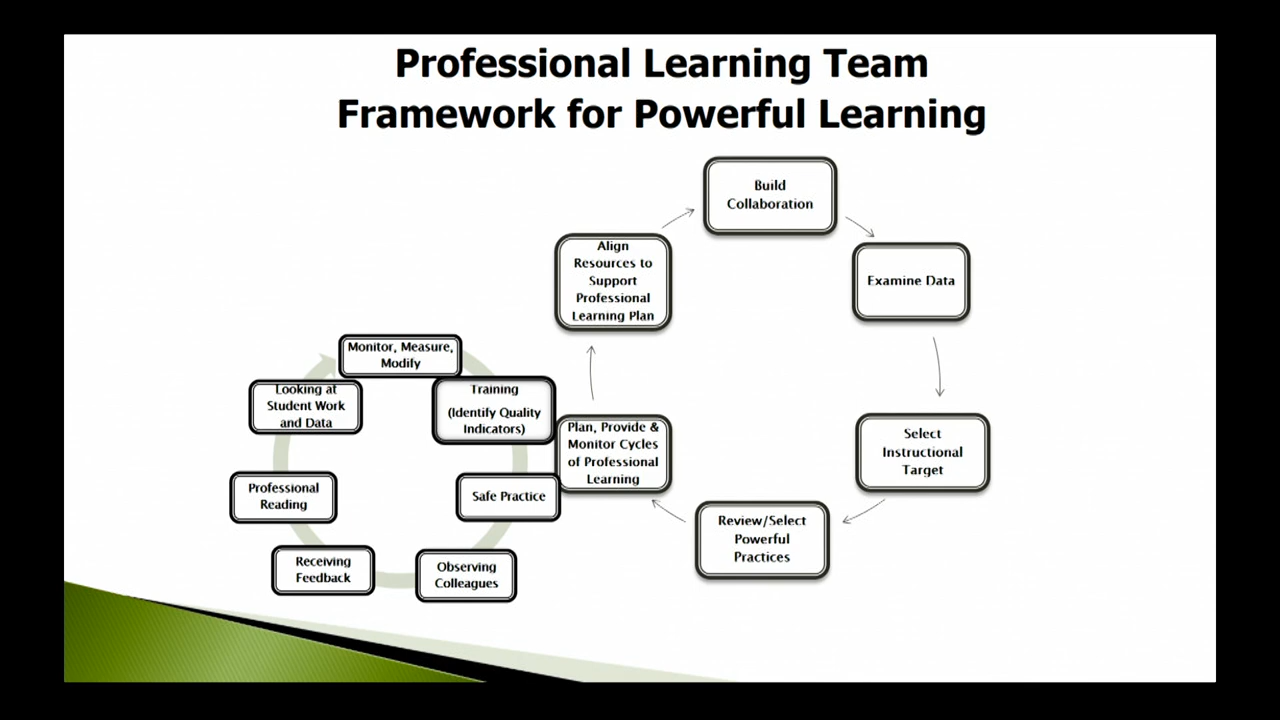 Professional Learning Team
Framework for Powerful Learning
Build
Collaboration
Examine Data
Select
Instructional
Target
Review/Select
Powerful
Practices
Plan, Provide &
Monitor Cycles
of Professional
Learning
Align
Resources to
Support
Professional
Learning Plan
Monitor, Measure,
Modify
Training
(Identify Quality
Indicators)
Safe Practice
Observing
Colleagues
Receiving
Feedback
Professional
Reading
Looking at
Student Work
and Data